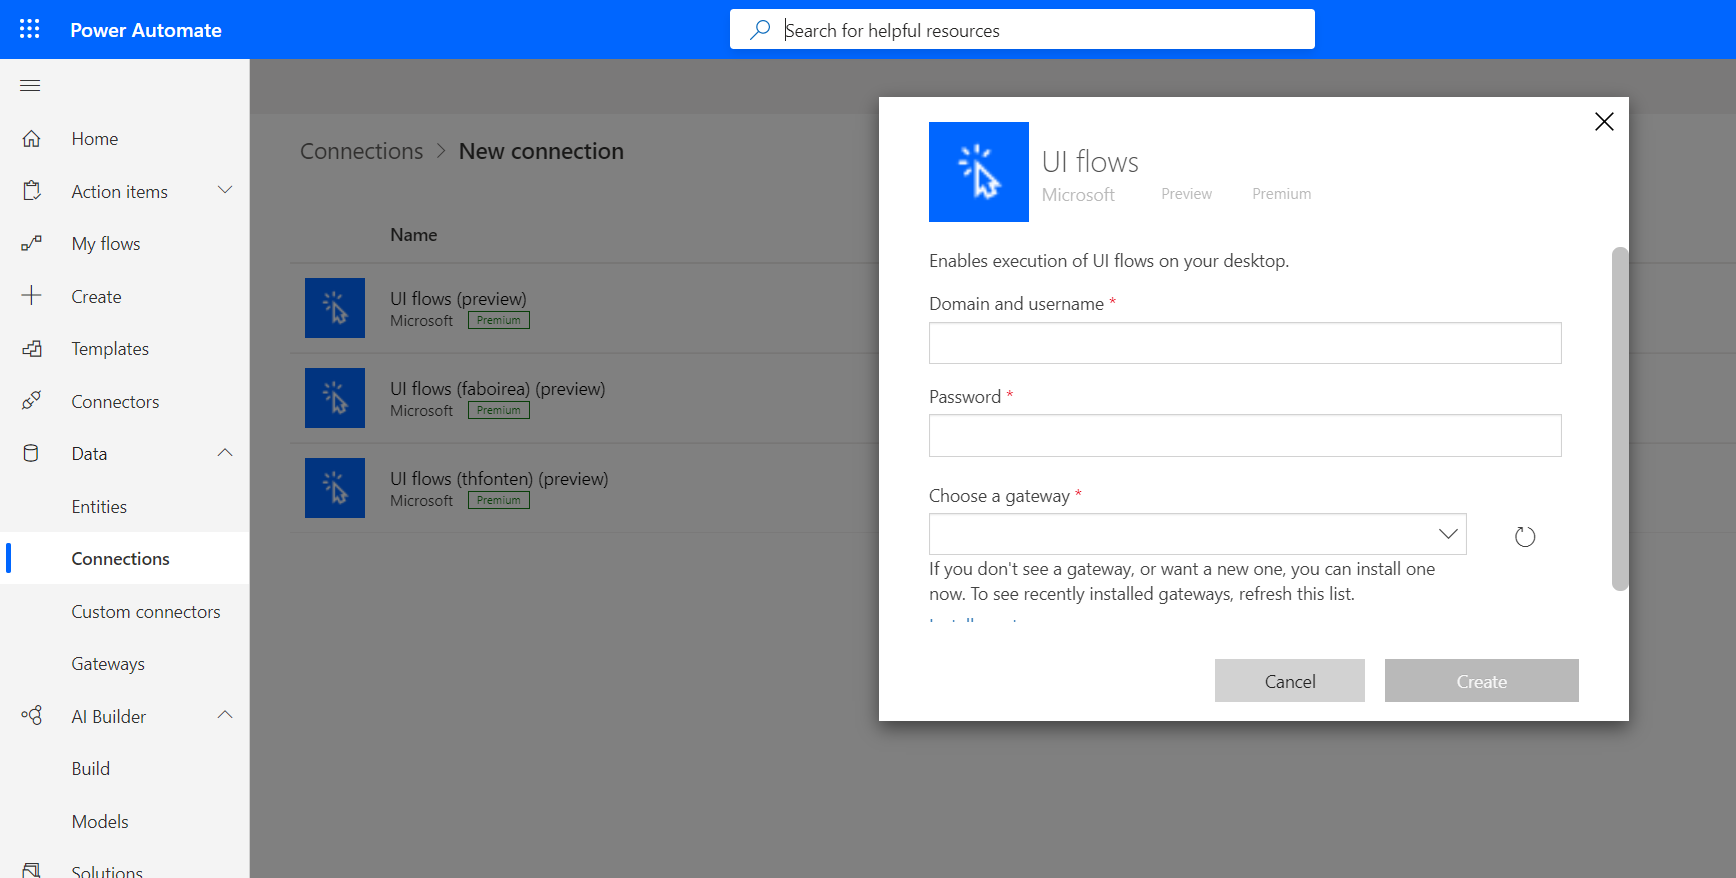 Power Automate
Search for helpful resources
Home
Action items
My flows
Create
Templates
Connectors
Data
Entities
Connections
Custom connectors
Gateways
AI Builder
Build
Models
Solutions
Connections > New connection
Name
UI flows (preview)
Microsoft Premium
UI flows (faboirea) (preview)
Microsoft Premium
UI flows (thfonten) (preview)
Microsoft Premium
UI flows
Microsoft Preview Premium
Enables execution of UI flows on your desktop.
Domain and username *
Password *
Choose a gateway *
If you don't see a gateway, or want a new one, you can install one
now. To see recently installed gateways, refresh this list.
Cancel Create